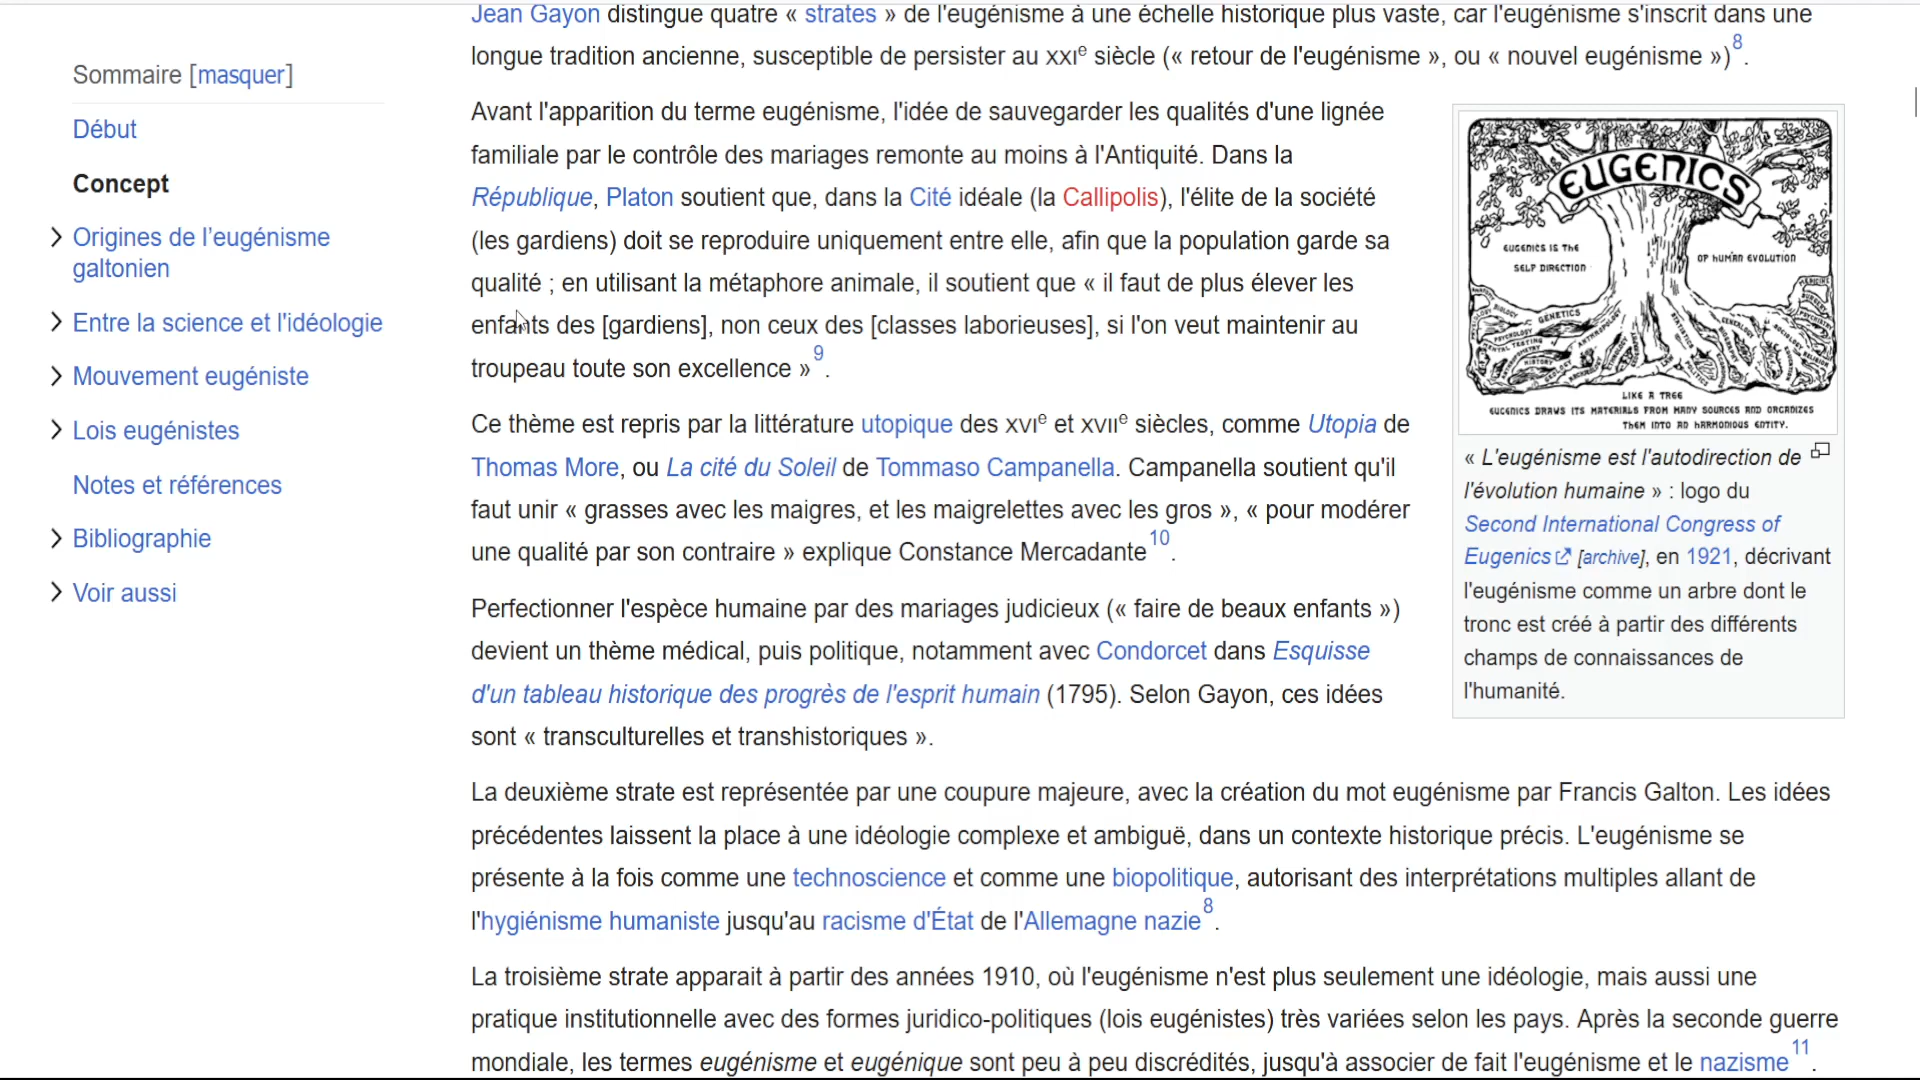 Jean Gayon distingue quatre « strates » de l'eugénisme à une échelle historique plus vaste, car l'eugénisme s'inscrit dans une
longue tradition ancienne, susceptible de persister au XXIe siècle (« retour de l'eugénisme », ou « nouvel eugénisme »)8.
Sommaire [masquer]
Début
Concept
Origines de l'eugénisme
galtonien
Entre la science et l'idéologie
Mouvement eugéniste
Lois eugénistes
Notes et références
Bibliographie
Voir aussi
Avant l'apparition du terme eugénisme, l'idée de sauvegarder les qualités d'une lignée
familiale par le contrôle des mariages remonte au moins à l'Antiquité. Dans la
République, Platon soutient que, dans la Cité idéale (la Callipolis), l'élite de la société
(les gardiens) doit se reproduire uniquement entre elle, afin que la population garde sa
qualité ; en utilisant la métaphore animale, il soutient que « il faut de plus élever les
enfants des [gardiens], non ceux des [classes laborieuses], si l'on veut maintenir au
troupeau toute son excellence »9.
Ce thème est repris par la littérature utopique des XVIe et XVIIe siècles, comme Utopia de
Thomas More, ou La cité du Soleil de Tommaso Campanella. Campanella soutient qu'il
faut unir « grasses avec les maigres, et les maigrelettes avec les gros », « pour modérer
une qualité par son contraire » explique Constance Mercadante10.
Perfectionner l'espèce humaine par des mariages judicieux (« faire de beaux enfants »)
devient un thème médical, puis politique, notamment avec Condorcet dans Esquisse
d'un tableau historique des progrès de l'esprit humain (1795). Selon Gayon, ces idées
sont « transculturelles et transhistoriques ».
La deuxième strate est représentée par une coupure majeure, avec la création du mot eugénisme par Francis Galton. Les idées
précédentes laissent la place à une idéologie complexe et ambiguë, dans un contexte historique précis. L'eugénisme se
présente à la fois comme une technoscience et comme une biopolitique, autorisant des interprétations multiples allant de
l'hygiénisme humaniste jusqu'au racisme d'État de l'Allemagne nazie8.
La troisième strate apparait à partir des années 1910, où l'eugénisme n'est plus seulement une idéologie, mais aussi une
pratique institutionnelle avec des formes juridico-politiques (lois eugénistes) très variées selon les pays. Après la seconde guerre
mondiale, les termes eugénisme et eugénique sont peu à peu discrédités, jusqu'à associer de fait l'eugénisme et le nazisme11.
EUGENICS
EUGENICS IS THE
SELF DIRECTION
OF HUMAN EVOLUTION
GENETICS
LIKE A TREE
EUGENICS DRAWS ITS MATERIALS FROM MANY SOURCES AND ORGANIZES
THEM INTO AN HARMONIOUS ENTITY.
« L'eugénisme est l'autodirection de
l'évolution humaine » : logo du
Second International Congress of
Eugenics [archive], en 1921, décrivant
l'eugénisme comme un arbre dont le
tronc est créé à partir des différents
champs de connaissances de
l'humanité.